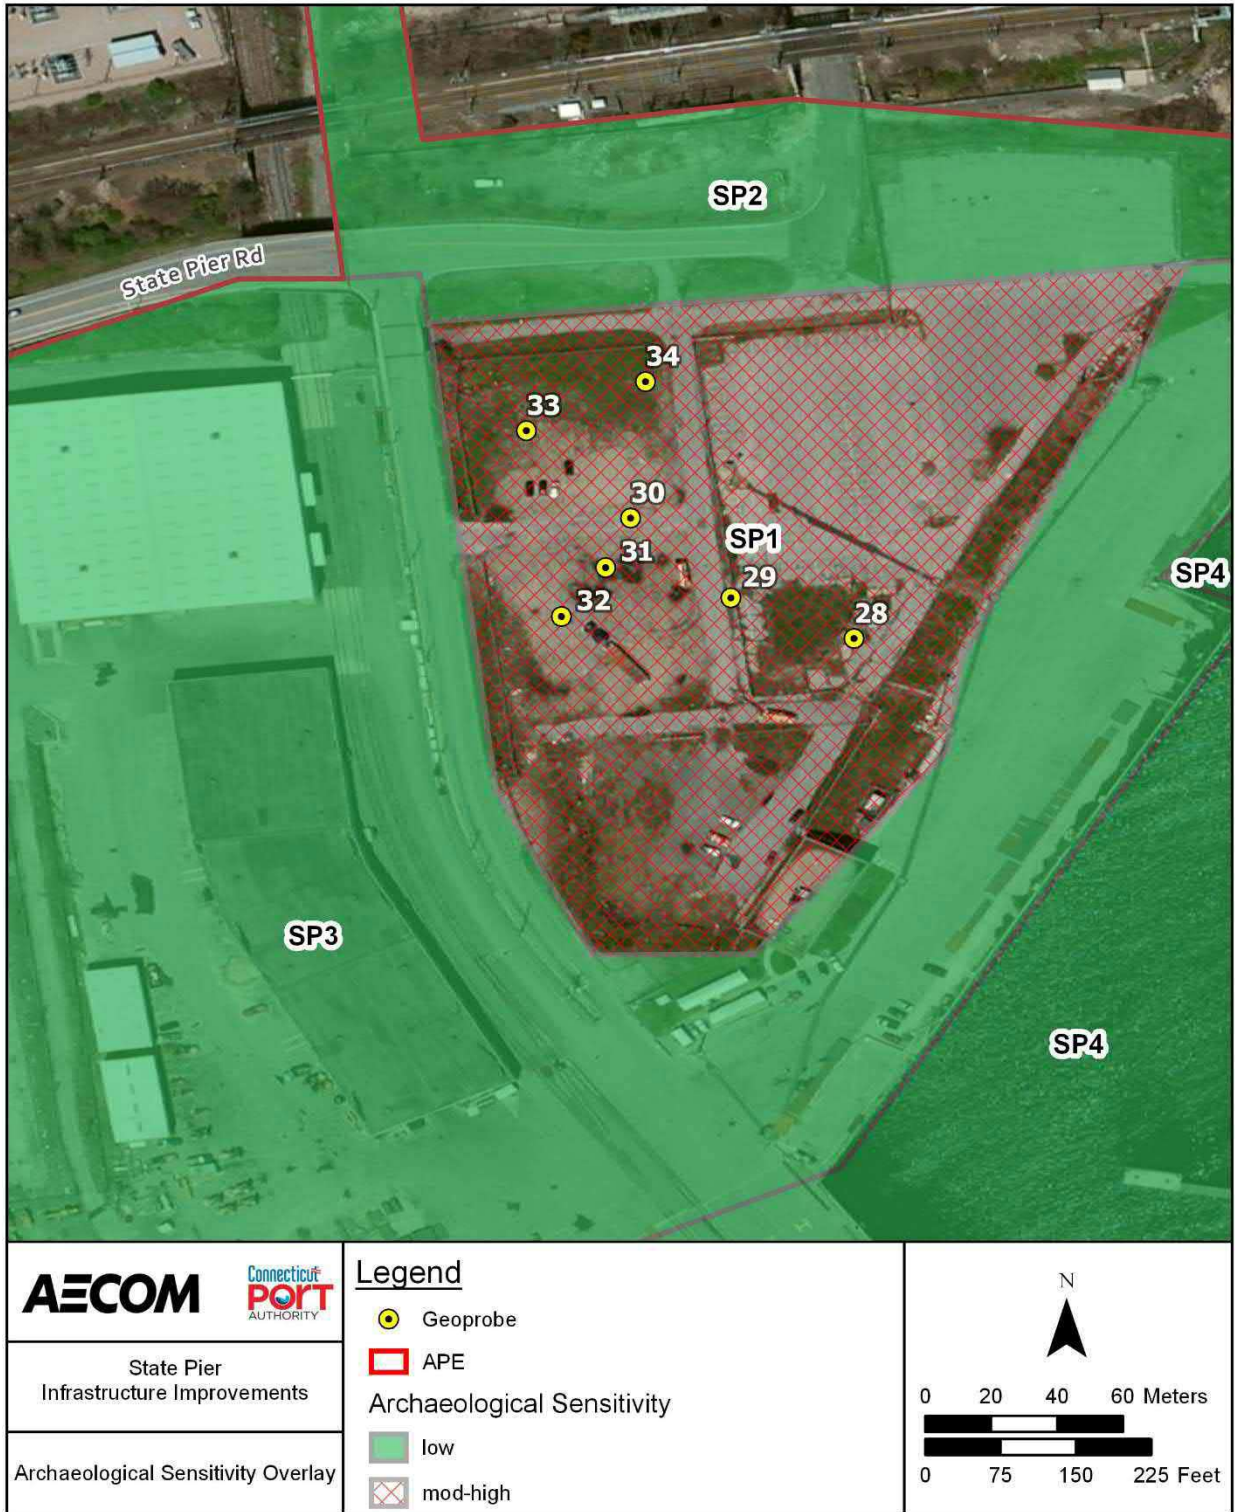 SP2
State Pier Rd
34
33
30
SP1
31
SP4
29
32
28
SP3
SP4
AECOM
Connecticut
PORT
AUTHORITY
State Pier
Infrastructure Improvements
Archaeological Sensitivity Overlay
Legend
Geoprobe
APE
Archaeological Sensitivity
low
mod-high
N
0 20 40 60 Meters
0 75 150 225 Feet